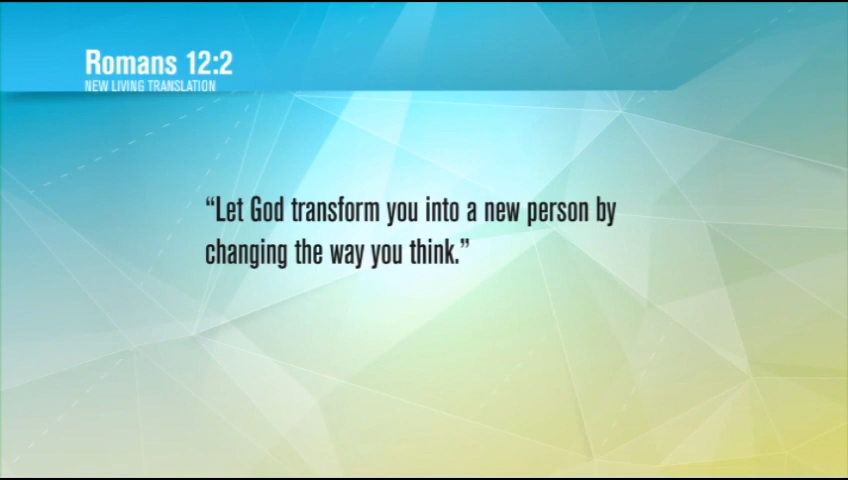 Romans 12:2
NEW LIVING TRANSLATION
“Let God transform you into a new person by
changing the way you think.”